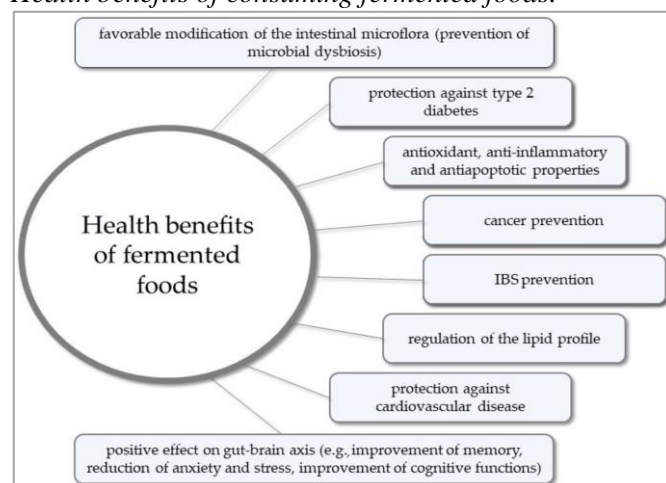 Health benefits of consuming fermented foods.
favorable modification of the intestinal microflora (prevention of
microbial dysbiosis)
protection against type 2
diabetes
antioxidant, anti-inflammatory
and antiapoptotic properties
Health benefits
of fermented
foods
cancer prevention
IBS prevention
regulation of the lipid profile
protection against
cardiovascular disease
positive effect on gut-brain axis (e.g., improvement of memory,
reduction of anxiety and stress, improvement of cognitive functions)